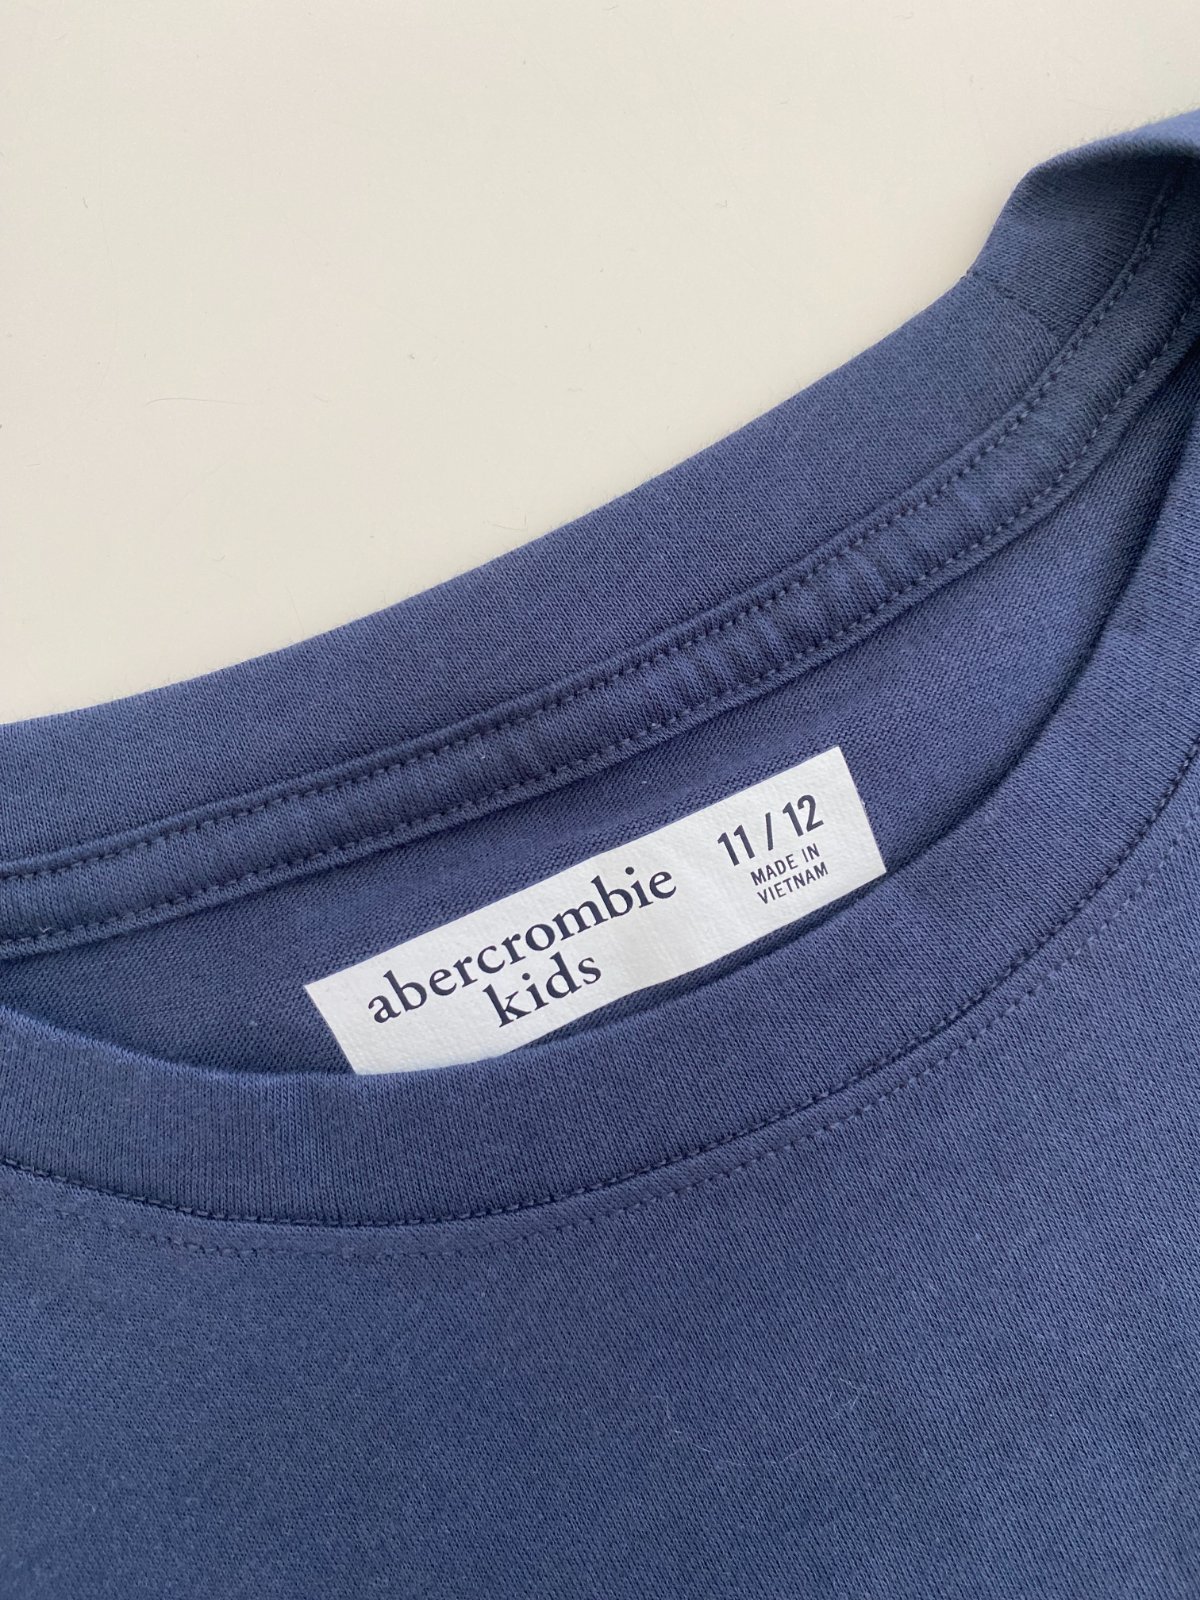 abercrombie
kids
11/12
MADE IN
VIETNAM